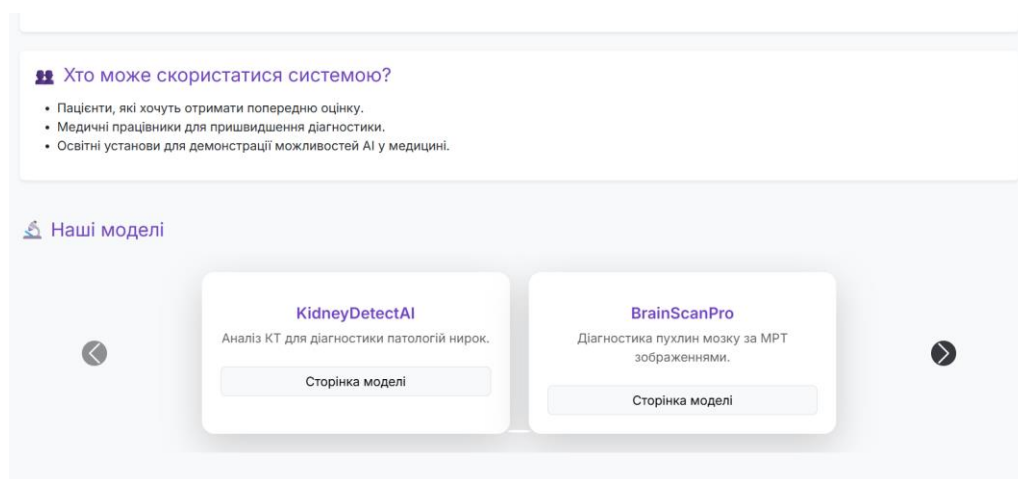 Хто може скористатися системою?
• Пацієнти, які хочуть отримати попередню оцінку.
• Медичні працівники для пришвидшення діагностики.
• Освітні установи для демонстрації можливостей AI у медицині.
Наші моделі
KidneyDetectAI
Аналіз КТ для діагностики патологій нирок.
Сторінка моделі
BrainScanPro
Діагностика пухлин мозку за МРТ
зображеннями.
Сторінка моделі